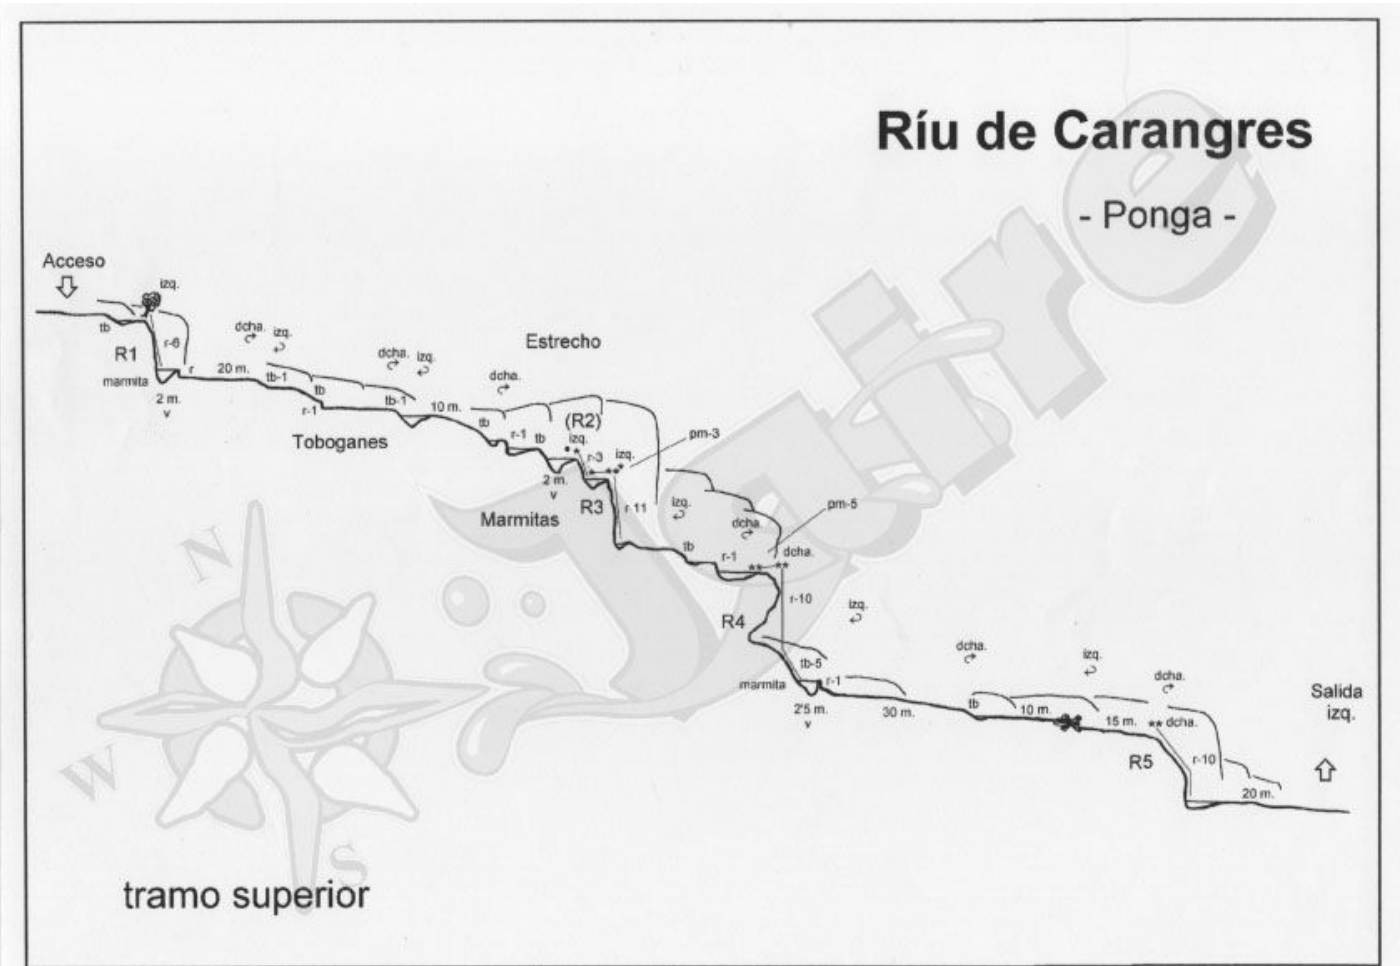 Ríu de Carangres
- Ponga -
Acceso
izq.
tb
R1
r-6
marmita
r
2 m.
v
20 m.
dcha.
izq.
tb-1
tb
r-1
Toboganes
dcha.
izq.
tb-1
10 m.
Estrecho
dcha.
tb
r-1
tb
(R2)
izq.
r-3
izq.
pm-3
2 m.
v
Marmitas
R3
r-11
izq.
dcha.
pm-5
tb
r-1
dcha.
r-10
R4
izq.
tb-5
marmita
r-1
2'5 m.
v
30 m.
dcha.
tb
10 m.
izq.
15 m.
dcha.
dcha.
R5
r-10
20 m.
Salida
izq.
N
W
S
Jaire
tramo superior